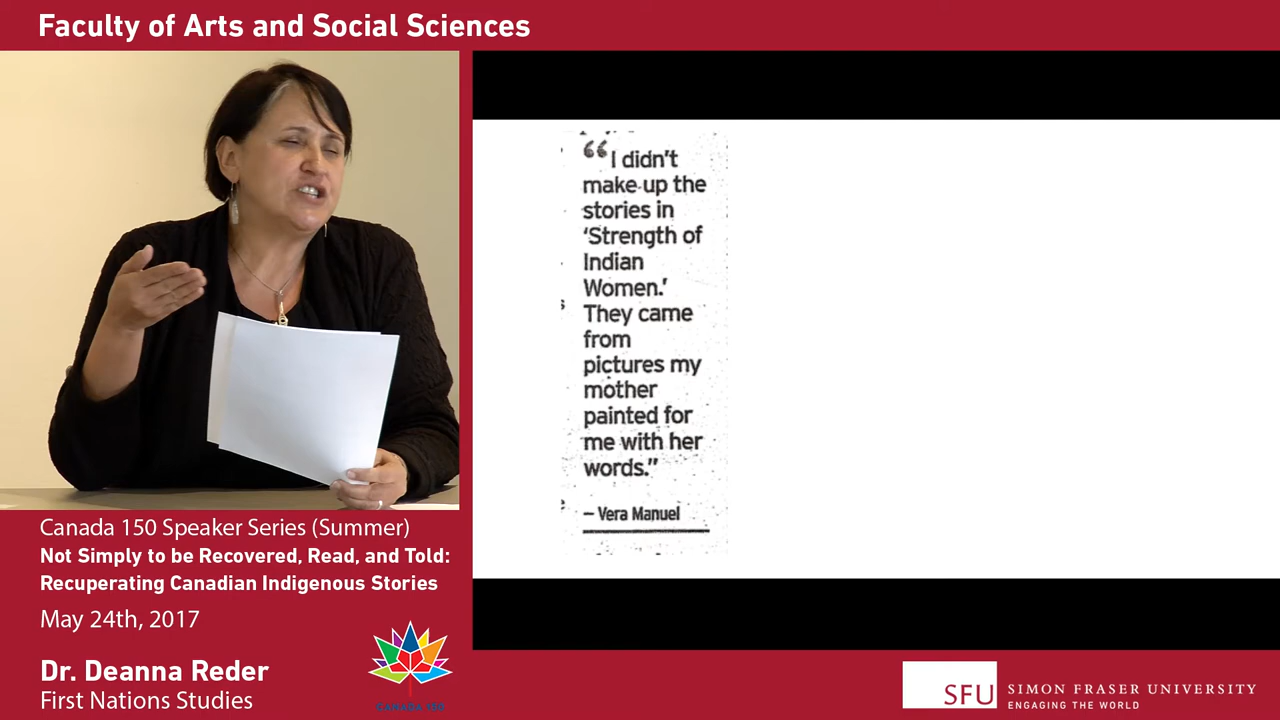 Faculty of Arts and Social Sciences
“I didn't
make up the
stories in
‘Strength of
Indian
Women.’
They came
from
pictures my
mother
painted for
me with her
words.”
– Vera Manuel
Canada 150 Speaker Series (Summer)
Not Simply to be Recovered, Read, and Told:
Recuperating Canadian Indigenous Stories
May 24th, 2017
Dr. Deanna Reder
First Nations Studies
CANADA 150
SFU
SIMON FRASER UNIVERSITY
ENGAGING THE WORLD